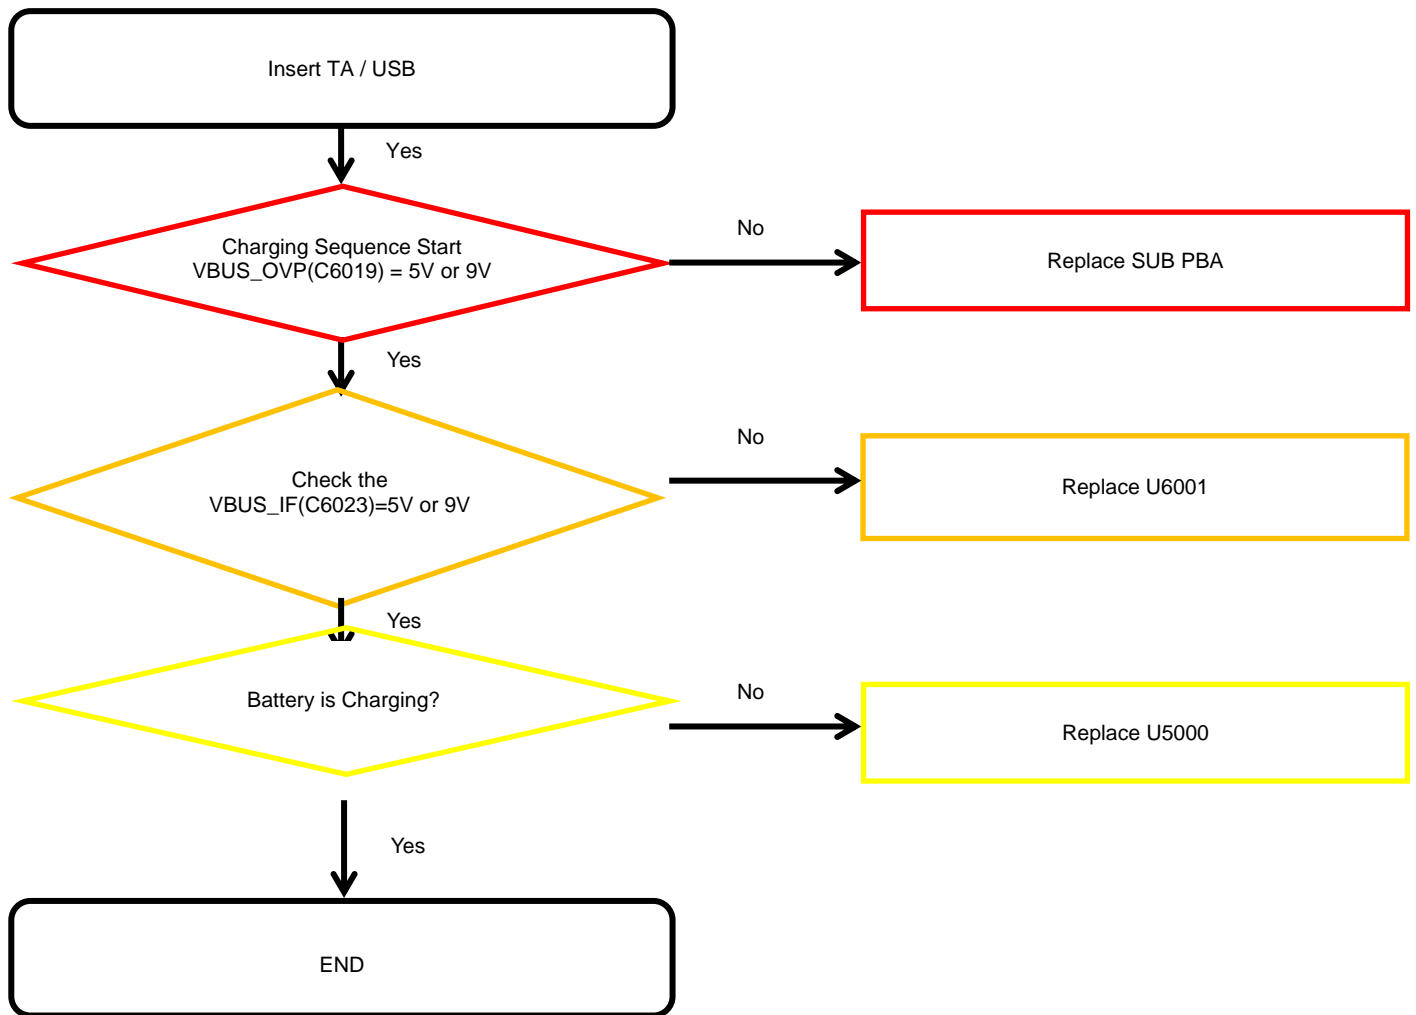 Insert TA / USB
Yes
Charging Sequence Start
VBUS_OVP(C6019) = 5V or 9V
No
Replace SUB PBA
Yes
Check the
VBUS_IF(C6023)=5V or 9V
No
Replace U6001
Yes
Battery is Charging?
No
Replace U5000
Yes
END